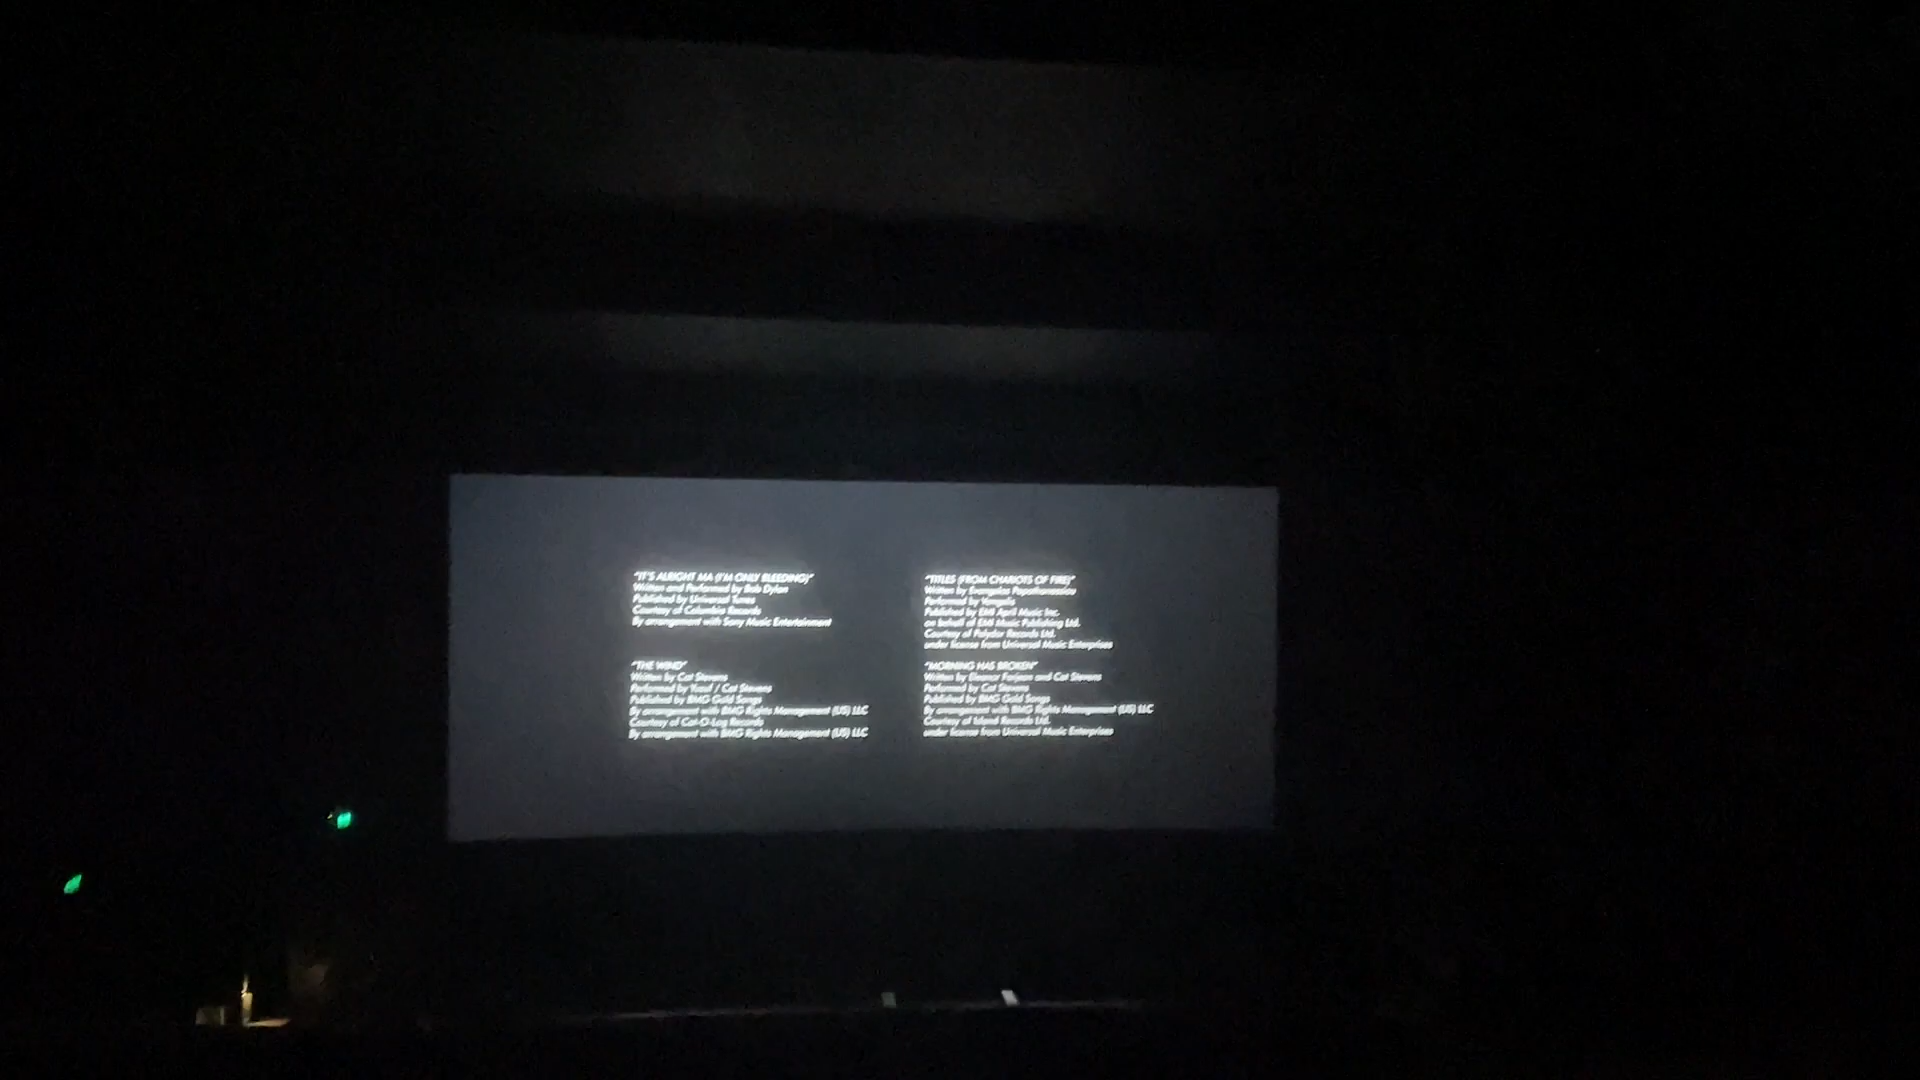 "IT'S ALRIGHT MA (I'M ONLY BLEEDING)"
Written and Performed by Bob Dylan
Published by Universal Tunes
Courtesy of Columbia Records
By arrangement with Sony Music Entertainment
"THE WIND"
Written by Cat Stevens
Performed by Yusuf / Cat Stevens
Published by BMG Gold Songs
By arrangement with BMG Rights Management (US) LLC
Courtesy of Cat-O-Log Records
By arrangement with BMG Rights Management (US) LLC
"TITLES (FROM CHARIOTS OF FIRE)"
Written by Evangelos Papathanassiou
Performed by Vangelis
Published by EMI April Music Inc.
on behalf of EMI Music Publishing Ltd.
Courtesy of Polydor Records Ltd.
under license from Universal Music Enterprises
"MORNING HAS BROKEN"
Written by Eleanor Farjeon and Cat Stevens
Performed by Cat Stevens
Published by BMG Gold Songs
By arrangement with BMG Rights Management (US) LLC
Courtesy of Island Records Ltd.
under license from Universal Music Enterprises